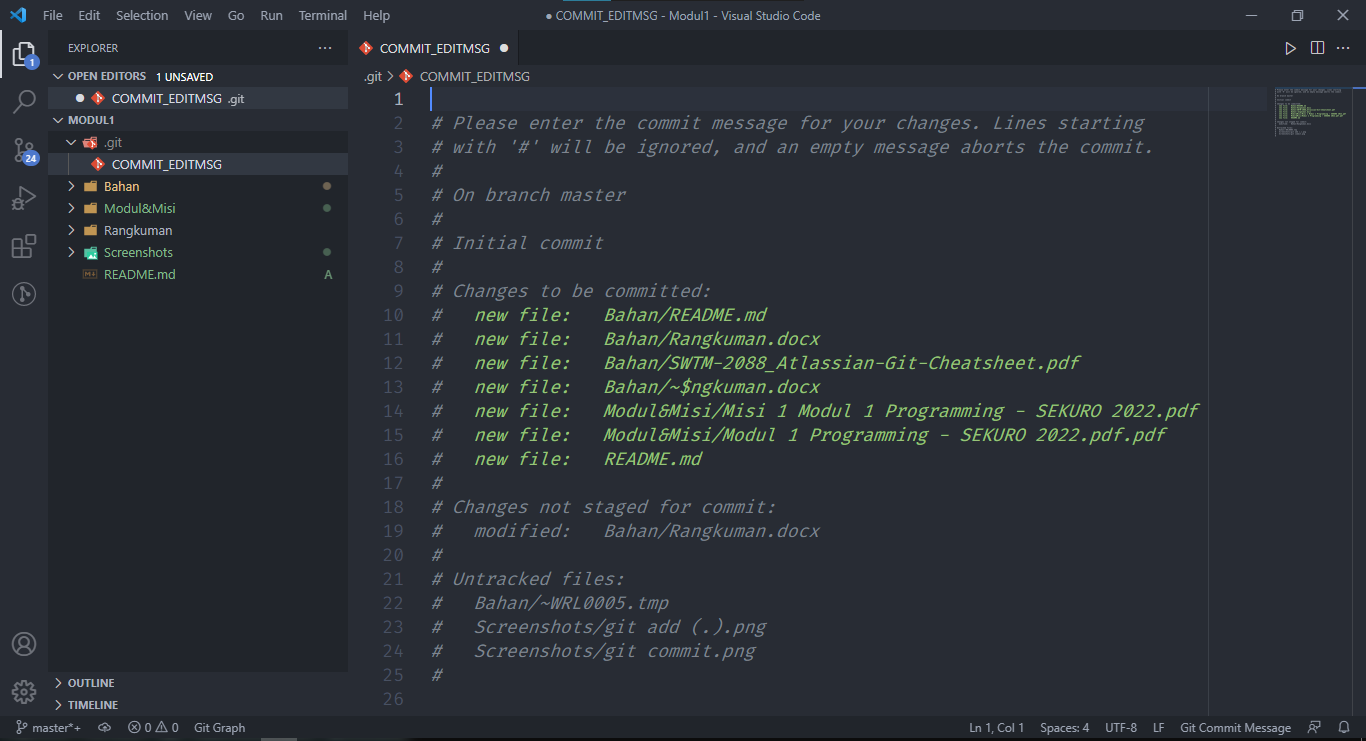 File Edit Selection View Go Run Terminal Help
● COMMIT_EDITMSG - Modul1 - Visual Studio Code
EXPLORER
OPEN EDITORS 1 UNSAVED
COMMIT_EDITMSG .git
MODUL1
.git
COMMIT_EDITMSG
Bahan
Modul&Misi
Rangkuman
Screenshots
README.md A
OUTLINE
TIMELINE
1
24
COMMIT_EDITMSG
.git > COMMIT_EDITMSG
1
2 # Please enter the commit message for your changes. Lines starting
3 # with '#' will be ignored, and an empty message aborts the commit.
4 #
5 # On branch master
6 #
7 # Initial commit
8 #
9 # Changes to be committed:
10 # new file: Bahan/README.md
11 # new file: Bahan/Rangkuman.docx
12 # new file: Bahan/SWTM-2088_Atlassian-Git-Cheatsheet.pdf
13 # new file: Bahan/~$ngkuman.docx
14 # new file: Modul&Misi/Misi 1 Modul 1 Programming - SEKURO 2022.pdf
15 # new file: Modul&Misi/Modul 1 Programming - SEKURO 2022.pdf.pdf
16 # new file: README.md
17 #
18 # Changes not staged for commit:
19 # modified: Bahan/Rangkuman.docx
20 #
21 # Untracked files:
22 # Bahan/~WRL0005.tmp
23 # Screenshots/git add (.).png
24 # Screenshots/git commit.png
25 #
26
master*+ 0 0 Git Graph
Ln 1, Col 1 Spaces: 4 UTF-8 LF Git Commit Message